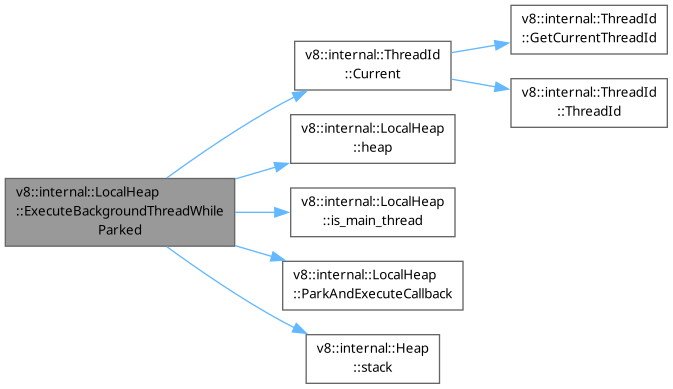 v8::internal::ThreadId
::GetCurrentThreadId
v8::internal::ThreadId
::Current
v8::internal::ThreadId
::ThreadId
v8::internal::LocalHeap
::heap
v8::internal::LocalHeap
::ExecuteBackgroundThreadWhile
Parked
v8::internal::LocalHeap
::is_main_thread
v8::internal::LocalHeap
::ParkAndExecuteCallback
v8::internal::Heap
::stack